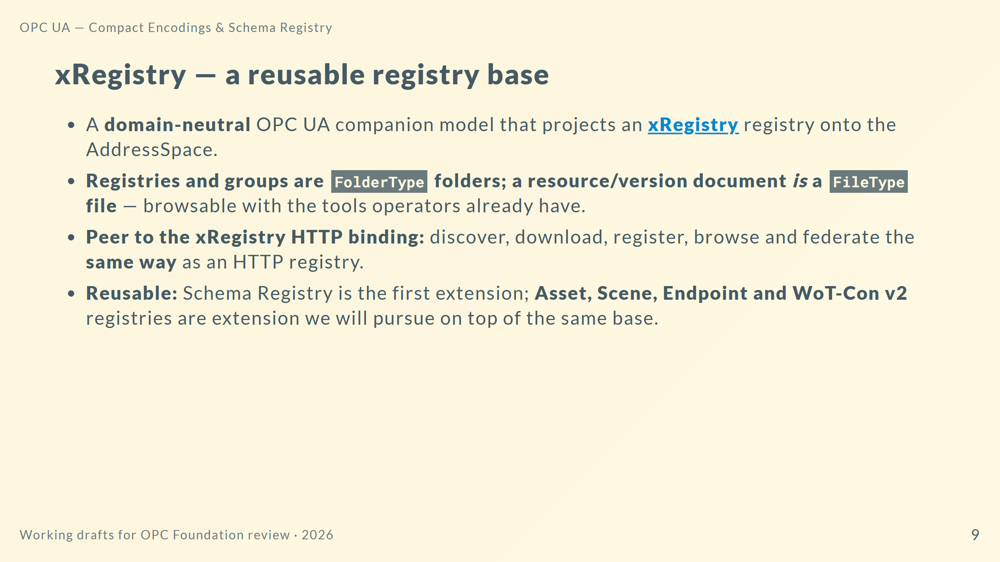 OPC UA — Compact Encodings & Schema Registry
xRegistry — a reusable registry base
• A domain-neutral OPC UA companion model that projects an xRegistry registry onto the
AddressSpace.
• Registries and groups are FolderType folders; a resource/version document is a FileType
file — browsable with the tools operators already have.
• Peer to the xRegistry HTTP binding: discover, download, register, browse and federate the
same way as an HTTP registry.
• Reusable: Schema Registry is the first extension; Asset, Scene, Endpoint and WoT-Con v2
registries are extension we will pursue on top of the same base.
Working drafts for OPC Foundation review · 2026
9